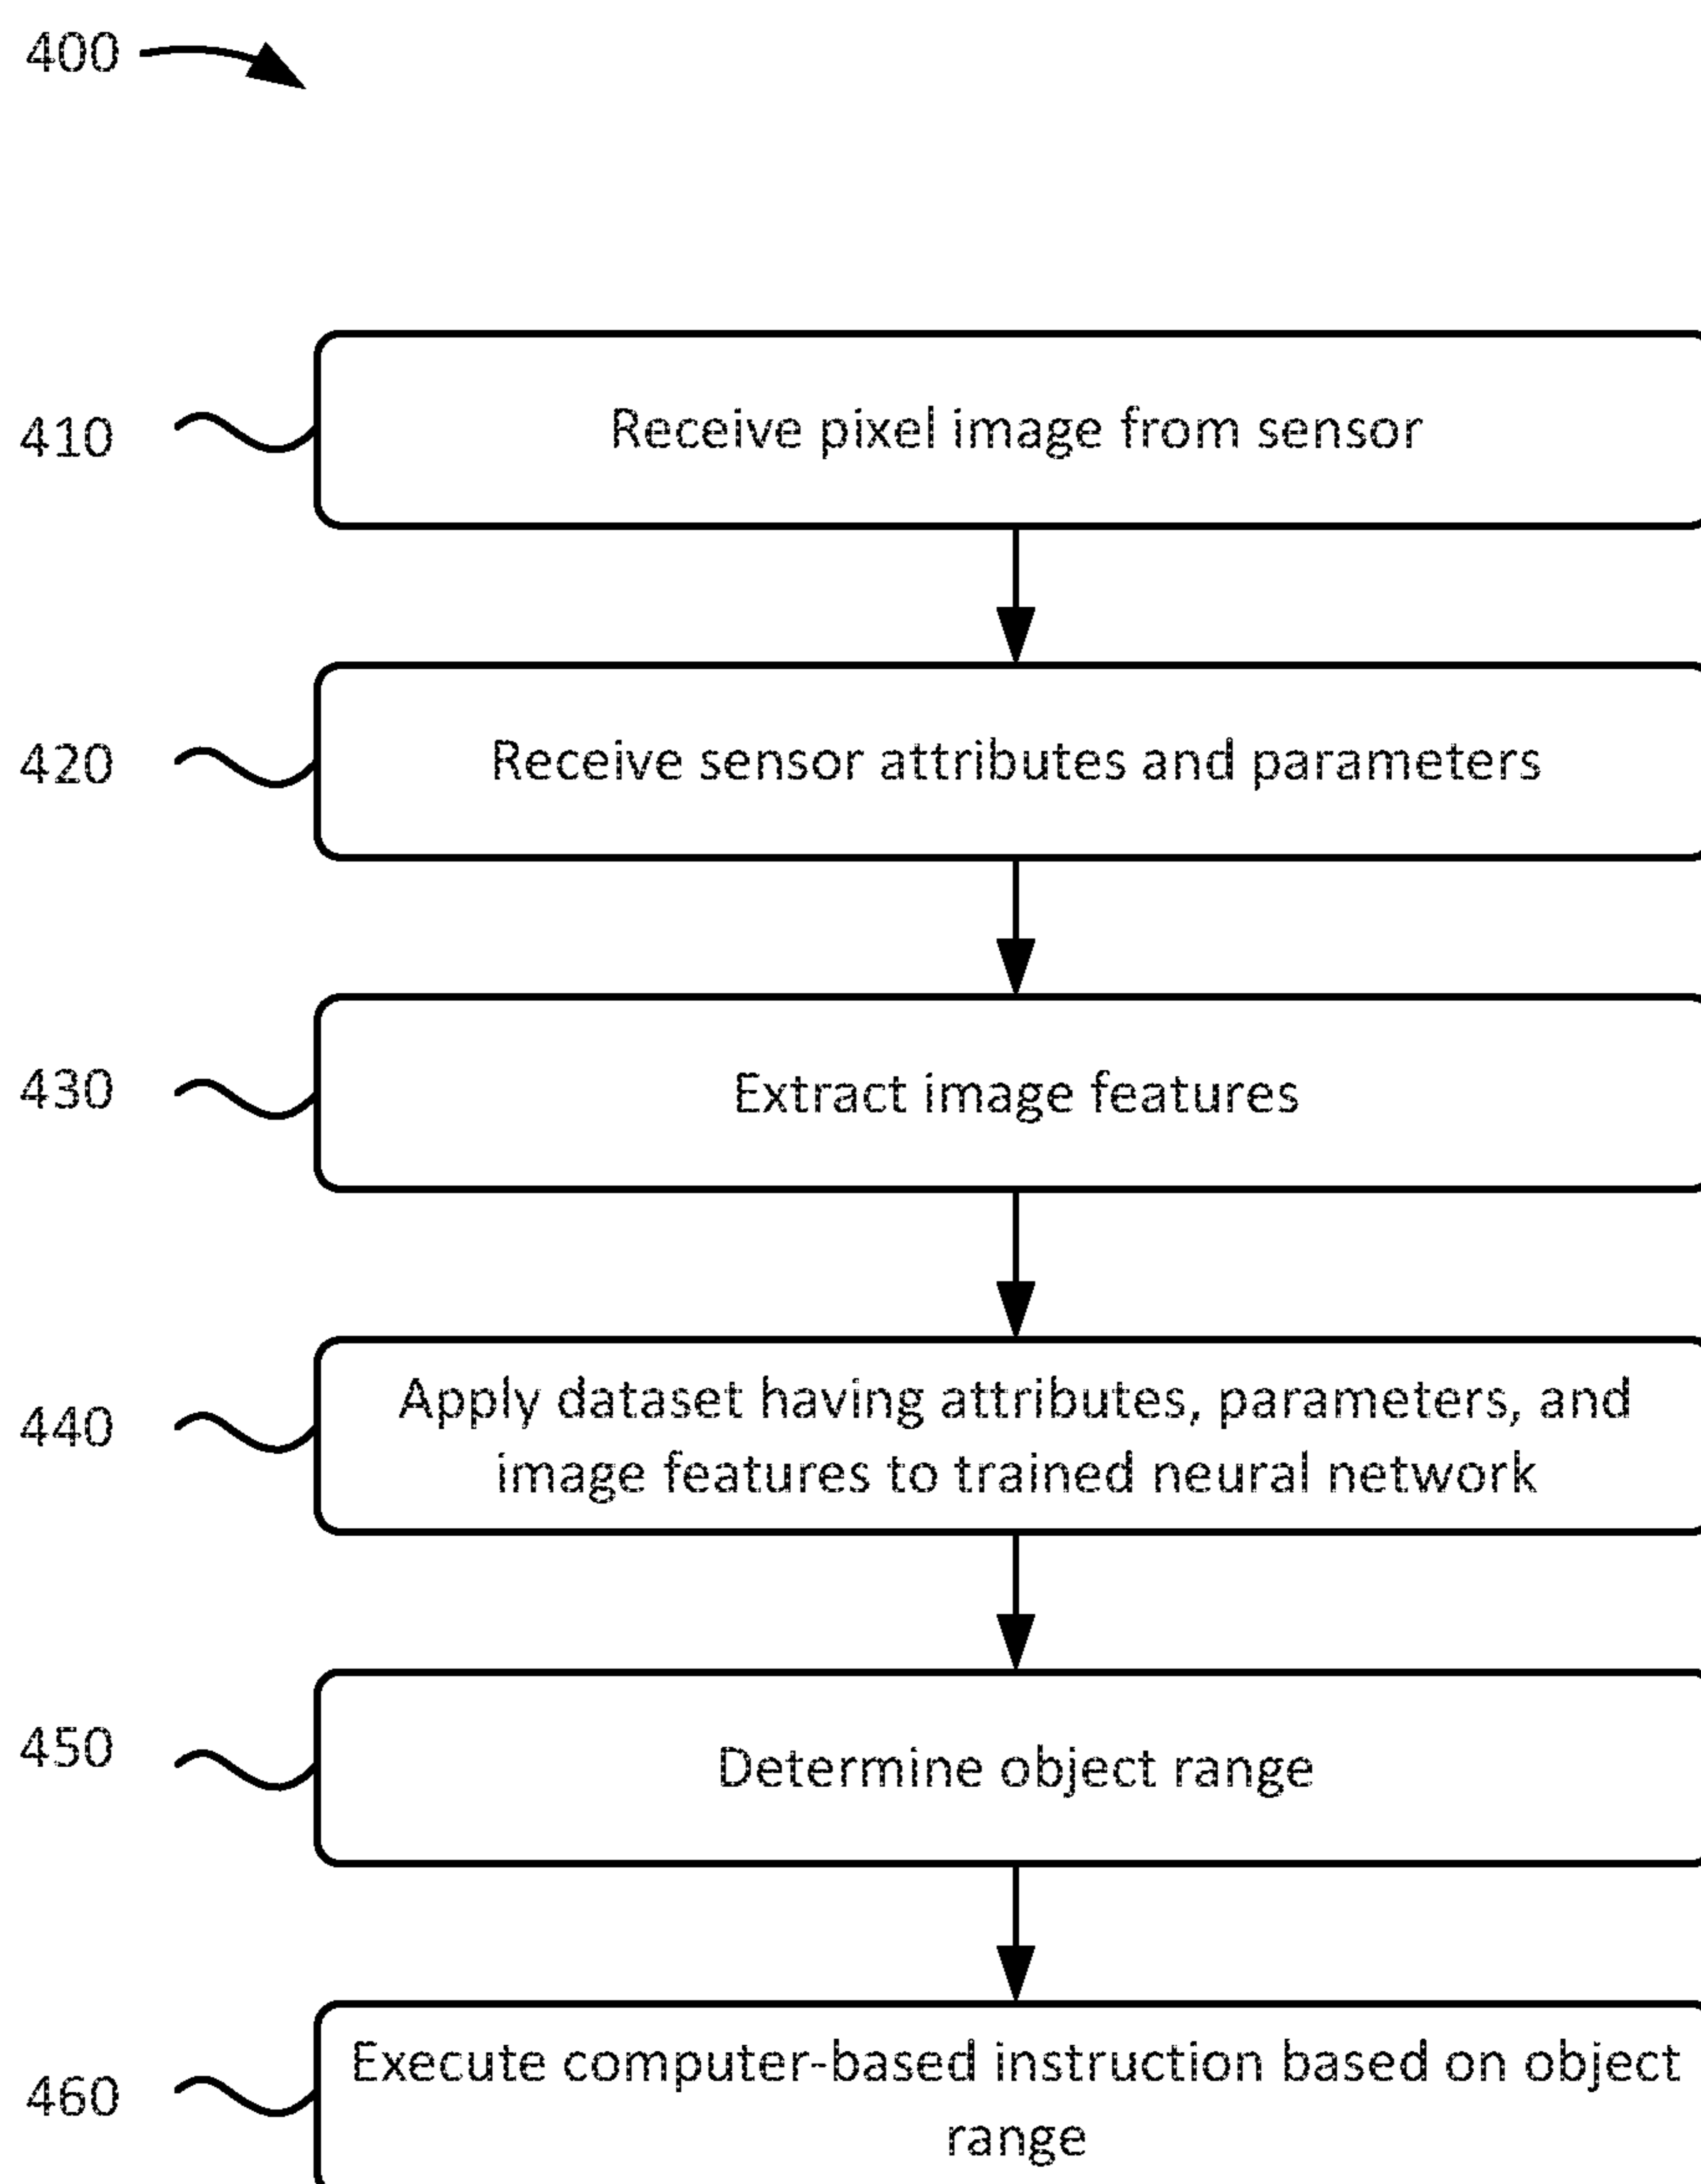 400
410
Receive pixel image from sensor
420
Receive sensor attributes and parameters
430
Extract image features
440
Apply dataset having attributes, parameters, and
image features to trained neural network
450
Determine object range
460
Execute computer-based instruction based on object
range